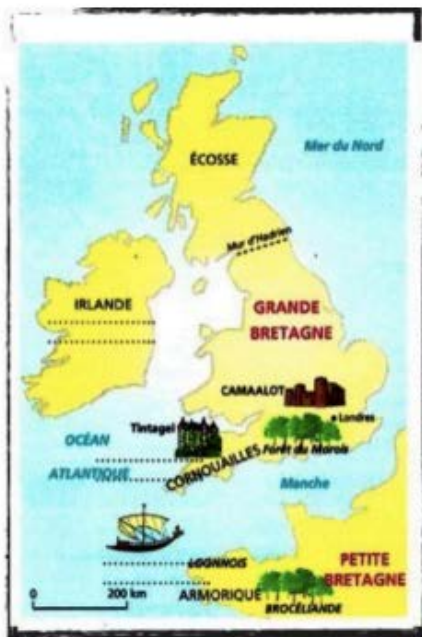 ÉCOSSE
Mer du Nord
Mur d'Hadrien
IRLANDE
GRANDE
BRETAGNE
CAMAALOT
Londres
Tintagel
OCÉAN
ATLANTIQUE
CORNOUAILLES
Forêt du Marois
Manche
LOONNOIS
ARMORIQUE
PETITE
BRETAGNE
BROCÉLIANDE
0 200 km